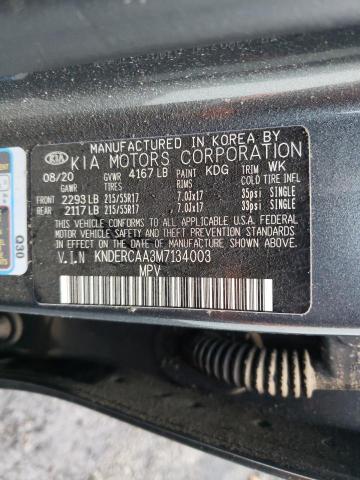 MANUFACTURED IN KOREA BY
KIA KIA MOTORS CORPORATION
08/20 GVWR 4167 LB PAINT KDG TRIM WK
GAWR TIRES RIMS COLD TIRE INFL
FRONT 2293 LB 215/55R17 , 7.0JX17 , 35psi SINGLE
REAR 2117 LB 215/55R17 , 7.0JX17 , 33psi SINGLE
THIS VEHICLE CONFORMS TO ALL APPLICABLE U.S. FEDERAL
MOTOR VEHICLE SAFETY AND THEFT PREVENTION STANDARDS
IN EFFECT ON THE DATE OF MANUFACTURE SHOWN ABOVE
V.I.N KNDERCAA3M7134003
MPV
Q30